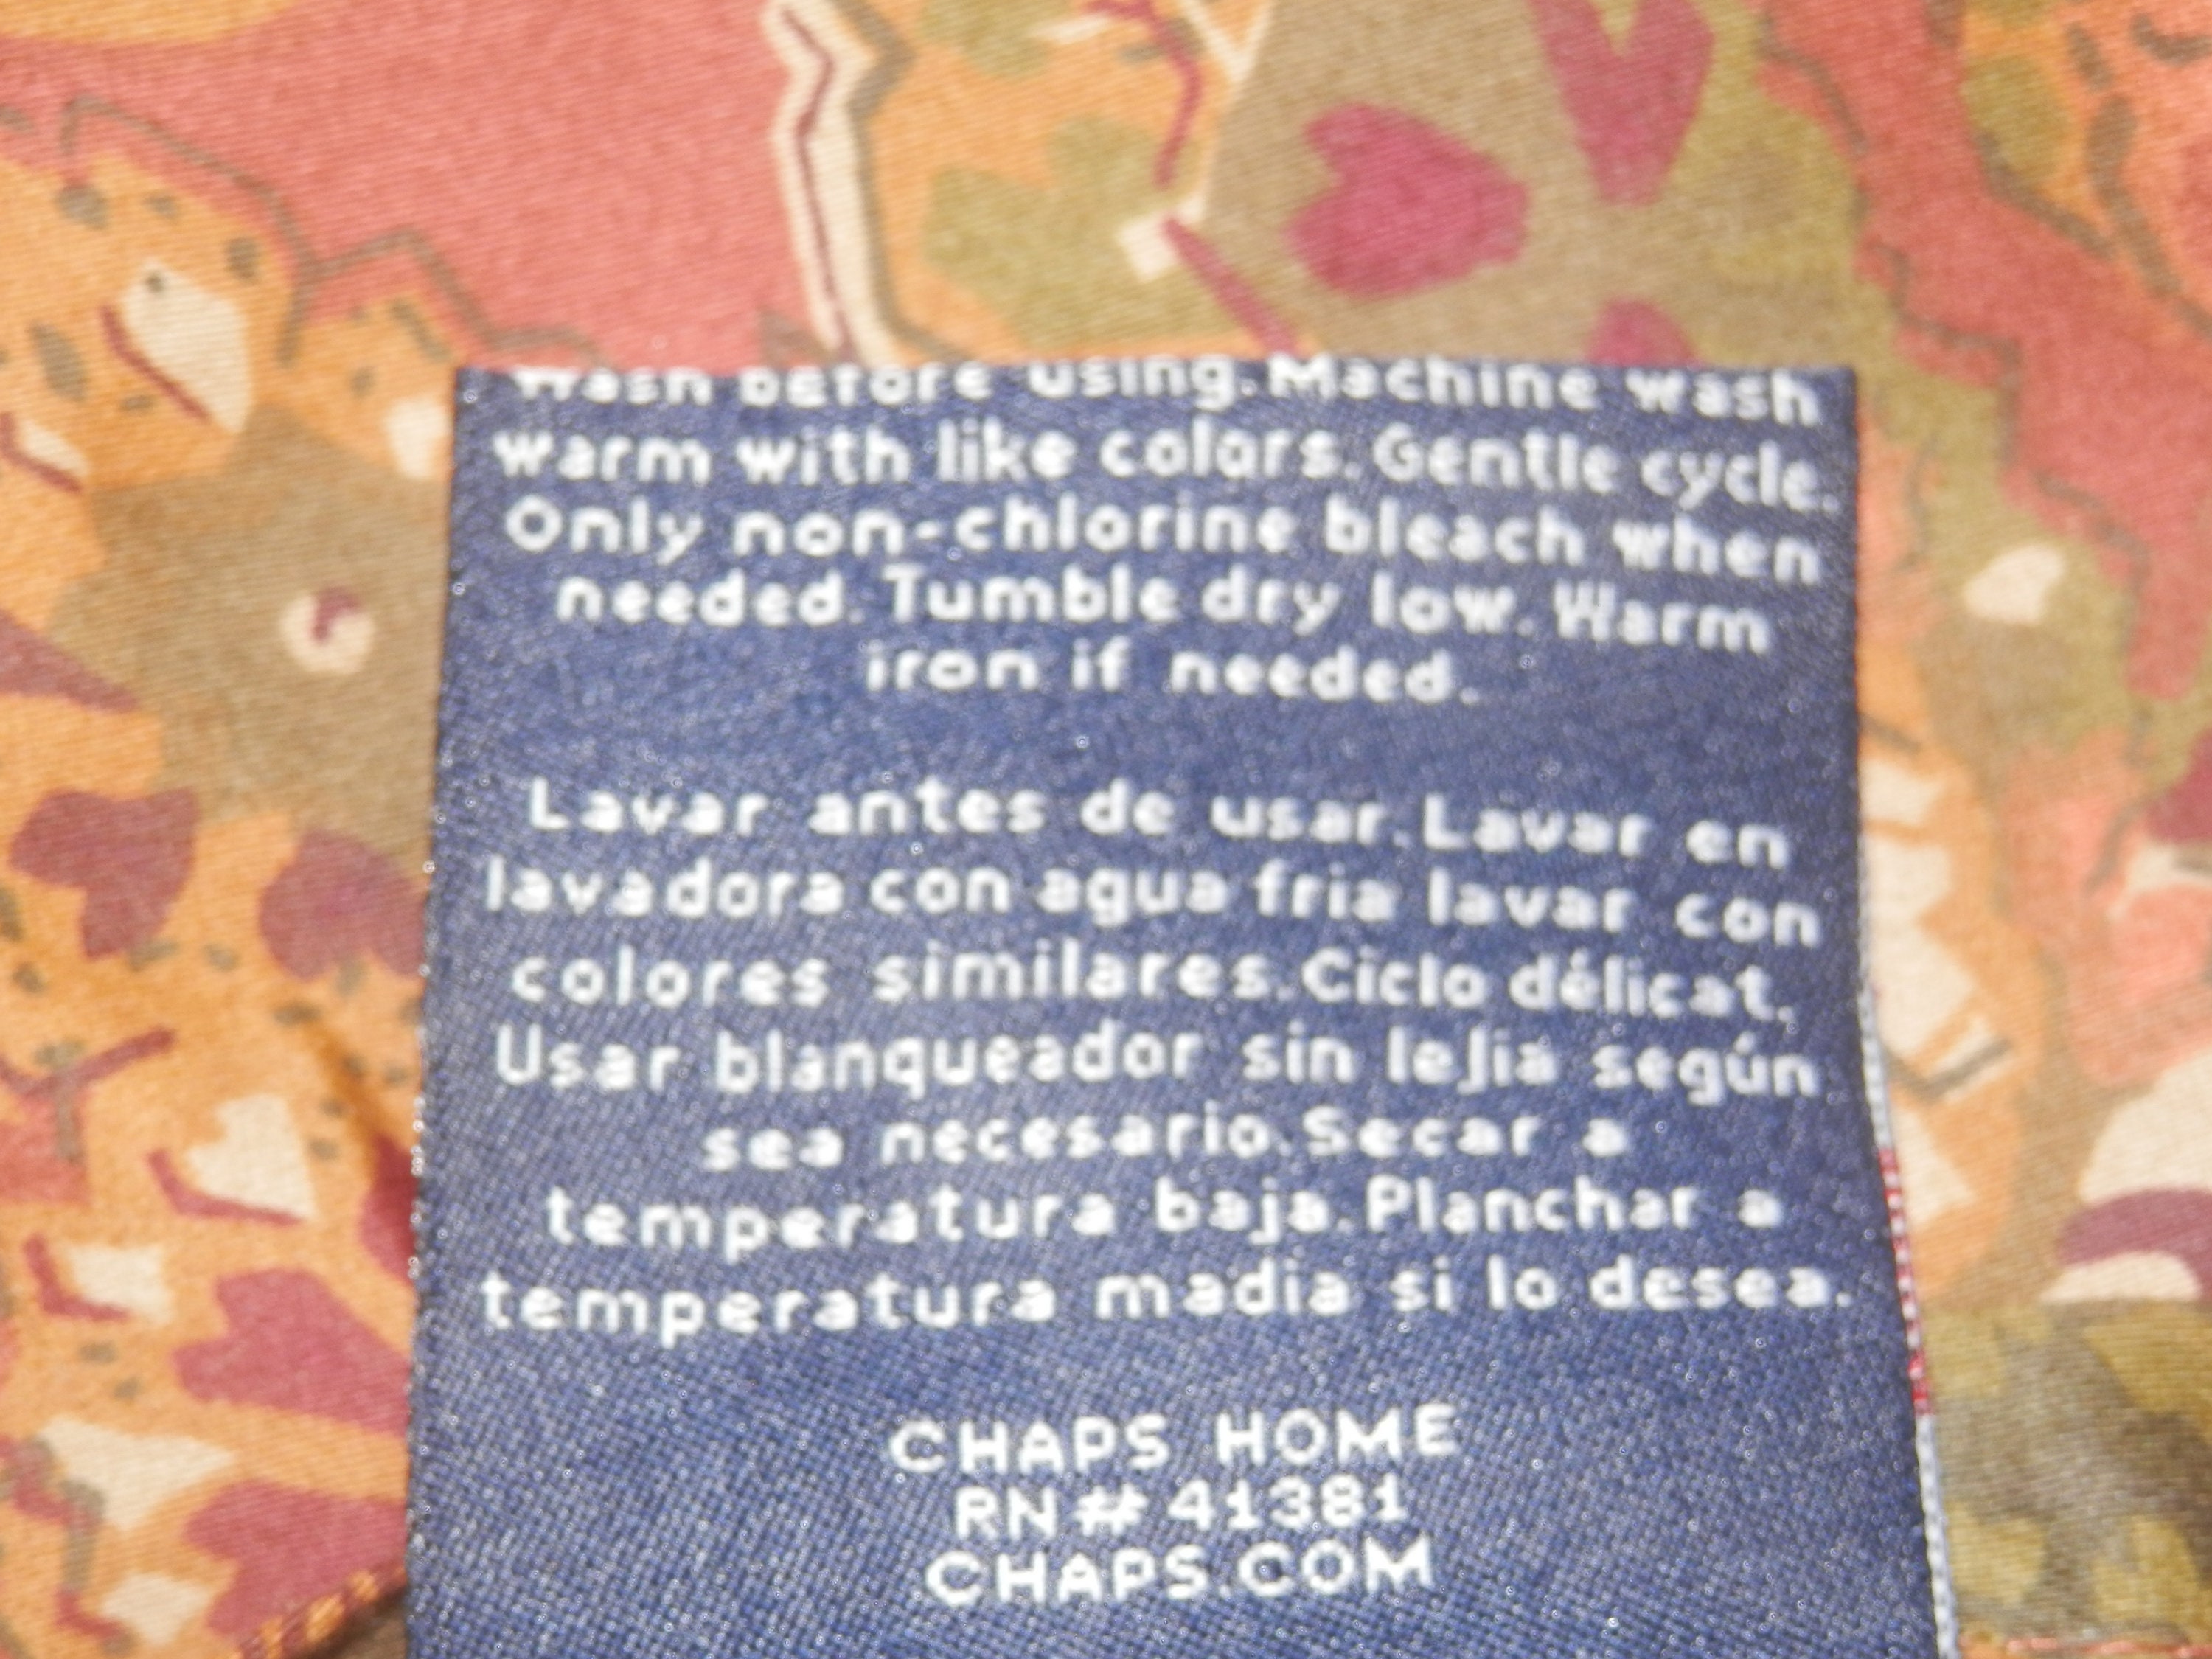 Wash before using. Machine wash
warm with like colors. Gentle cycle.
Only non-chlorine bleach when
needed. Tumble dry low. Warm
iron if needed.
Lavar antes de usar. Lavar en
lavadora con agua fria lavar con
colores similares. Ciclo délicat.
Usar blanqueador sin lejia según
sea necesario. Secar a
temperatura baja. Planchar a
temperatura madia si lo desea.
CHAPS HOME
RN# 41381
CHAPS.COM